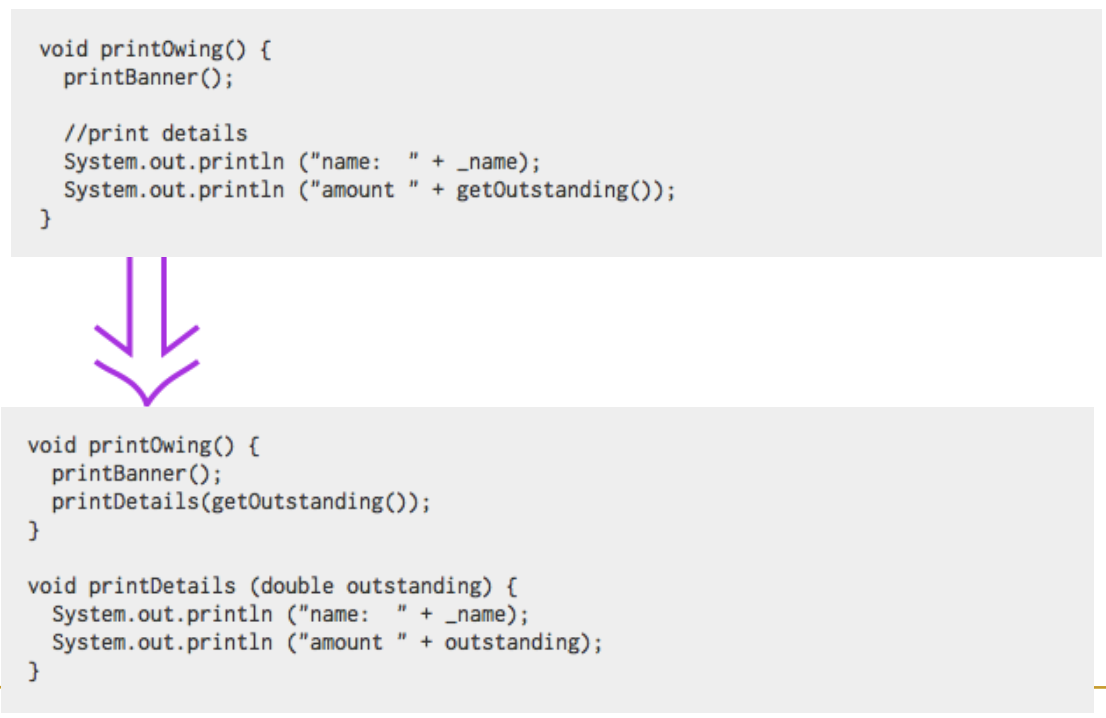 void printOwing() {
  printBanner();

  //print details
  System.out.println ("name:  " + _name);
  System.out.println ("amount " + getOutstanding());
}
void printOwing() {
  printBanner();
  printDetails(getOutstanding());
}

void printDetails (double outstanding) {
  System.out.println ("name:  " + _name);
  System.out.println ("amount " + outstanding);
}